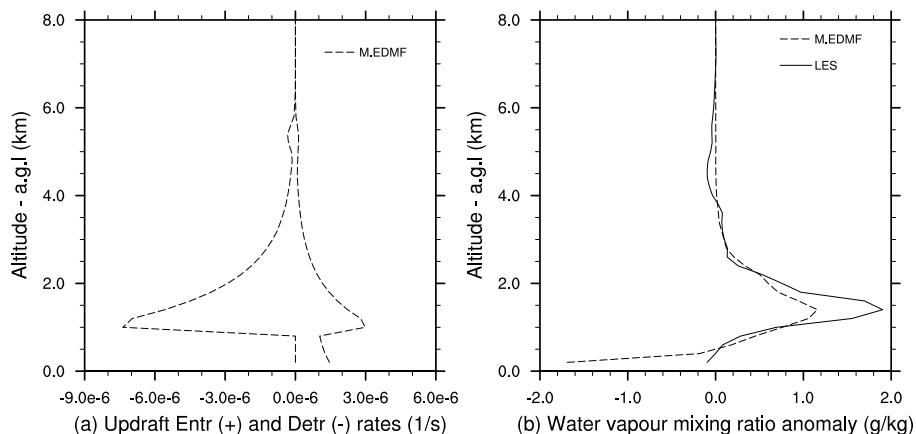 8.0
6.0
4.0
2.0
0.0
Altitude - a.g.l (km)
M.EDMF
-9.0e-6 -6.0e-6 -3.0e-6 0.0e-6 3.0e-6 6.0e-6
(a) Updraft Entr (+) and Detr (-) rates (1/s)
8.0
6.0
4.0
2.0
0.0
Altitude - a.g.l (km)
M.EDMF
LES
-2.0 -1.0 0.0 1.0 2.0
(b) Water vapour mixing ratio anomaly (g/kg)